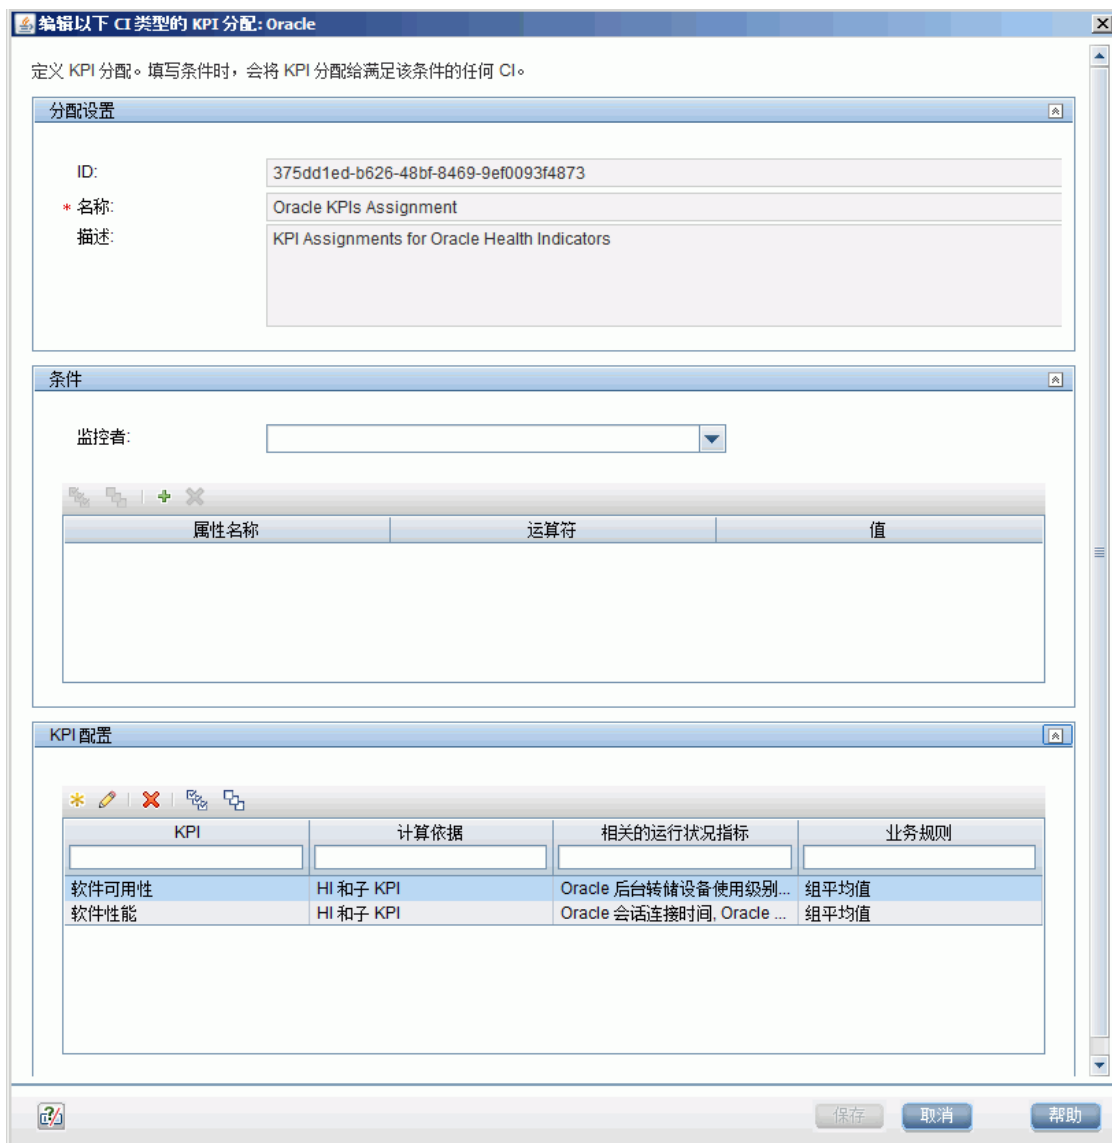 编辑以下 CI 类型的 KPI 分配: Oracle
定义 KPI 分配。填写条件时，会将 KPI 分配给满足该条件的任何 CI。
分配设置
ID: 375dd1ed-b626-48bf-8469-9ef0093f4873
* 名称: Oracle KPIs Assignment
描述: KPI Assignments for Oracle Health Indicators
条件
监控者:
属性名称 运算符 值
KPI 配置
KPI 计算依据 相关的运行状况指标 业务规则
软件可用性 HI 和子 KPI Oracle 后台转储设备使用级别... 组平均值
软件性能 HI 和子 KPI Oracle 会话连接时间, Oracle ... 组平均值
保存 取消 帮助